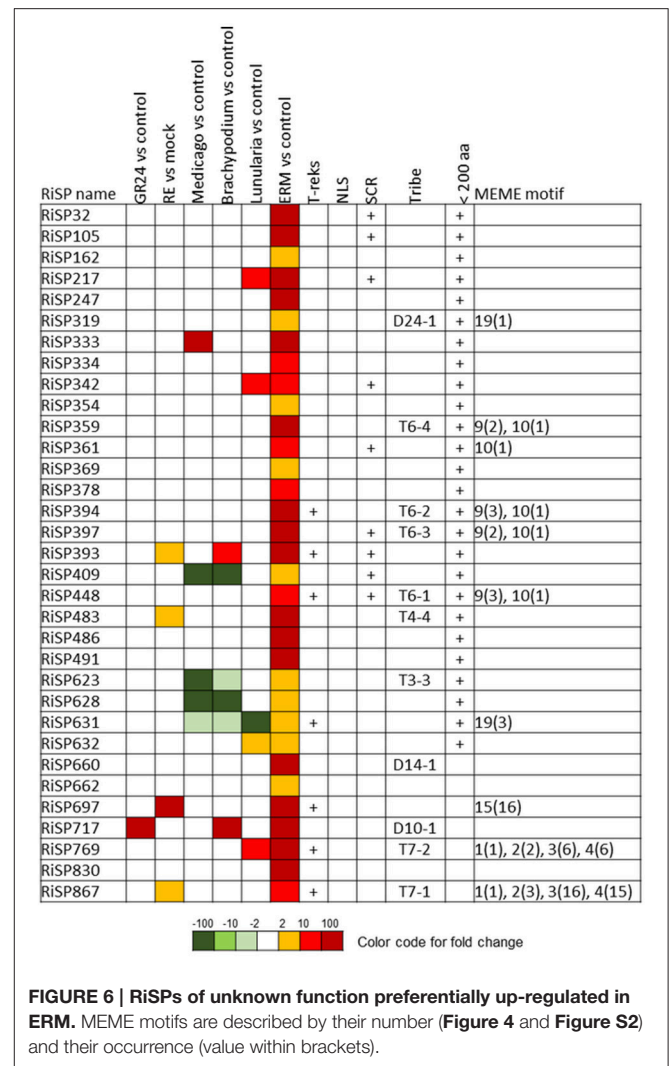 GR24 vs control
RE vs mock
Medicago vs control
Brachypodium vs control
Lunularia vs control
ERM vs control
T-reks
NLS
SCR
Tribe
< 200 aa
RiSP name MEME motif
RiSP32 + +
RiSP105 + +
RiSP162 +
RiSP217 + +
RiSP247 +
RiSP319 D24-1 + 19(1)
RiSP333 +
RiSP334 +
RiSP342 + +
RiSP354 +
RiSP359 T6-4 + 9(2), 10(1)
RiSP361 + + 10(1)
RiSP369 +
RiSP378 +
RiSP394 + T6-2 + 9(3), 10(1)
RiSP397 + T6-3 + 9(2), 10(1)
RiSP393 + + +
RiSP409 + +
RiSP448 + + T6-1 + 9(3), 10(1)
RiSP483 T4-4 +
RiSP486 +
RiSP491 +
RiSP623 T3-3 +
RiSP628 +
RiSP631 + + 19(3)
RiSP632 +
RiSP660 D14-1
RiSP662
RiSP697 + 15(16)
RiSP717 D10-1
RiSP769 + T7-2 1(1), 2(2), 3(6), 4(6)
RiSP830
RiSP867 + T7-1 1(1), 2(3), 3(16), 4(15)
-100 -10 -2 2 10 100
Color code for fold change
FIGURE 6 | RiSPs of unknown function preferentially up-regulated in
ERM. MEME motifs are described by their number (Figure 4 and Figure S2)
and their occurrence (value within brackets).